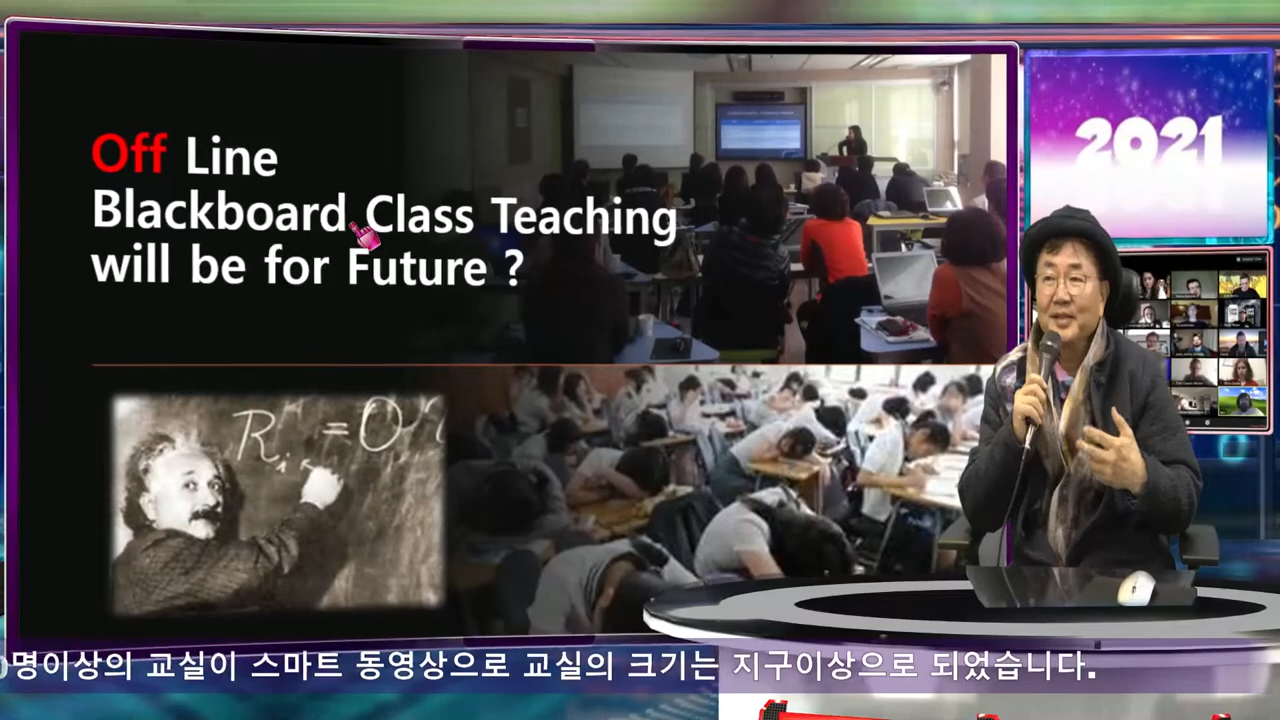 Off Line
Blackboard Class Teaching
will be for Future ?
2021
R = 0
명이상의 교실이 스마트 동영상으로 교실의 크기는 지구이상으로 되었습니다.